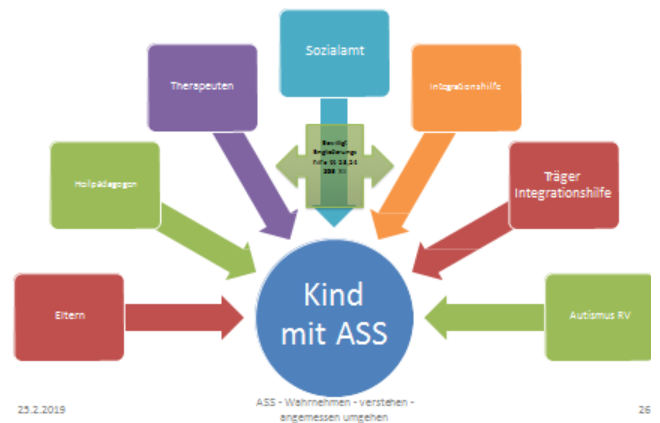 Sozialamt
Therapeuten
Integrationshilfe
Heilpädagogen
Träger
Integrationshilfe
Eltern
Autismus RV
Kind
mit ASS
25.2.2019
ASS - Wahrnehmen - verstehen -
angemessen umgehen
26